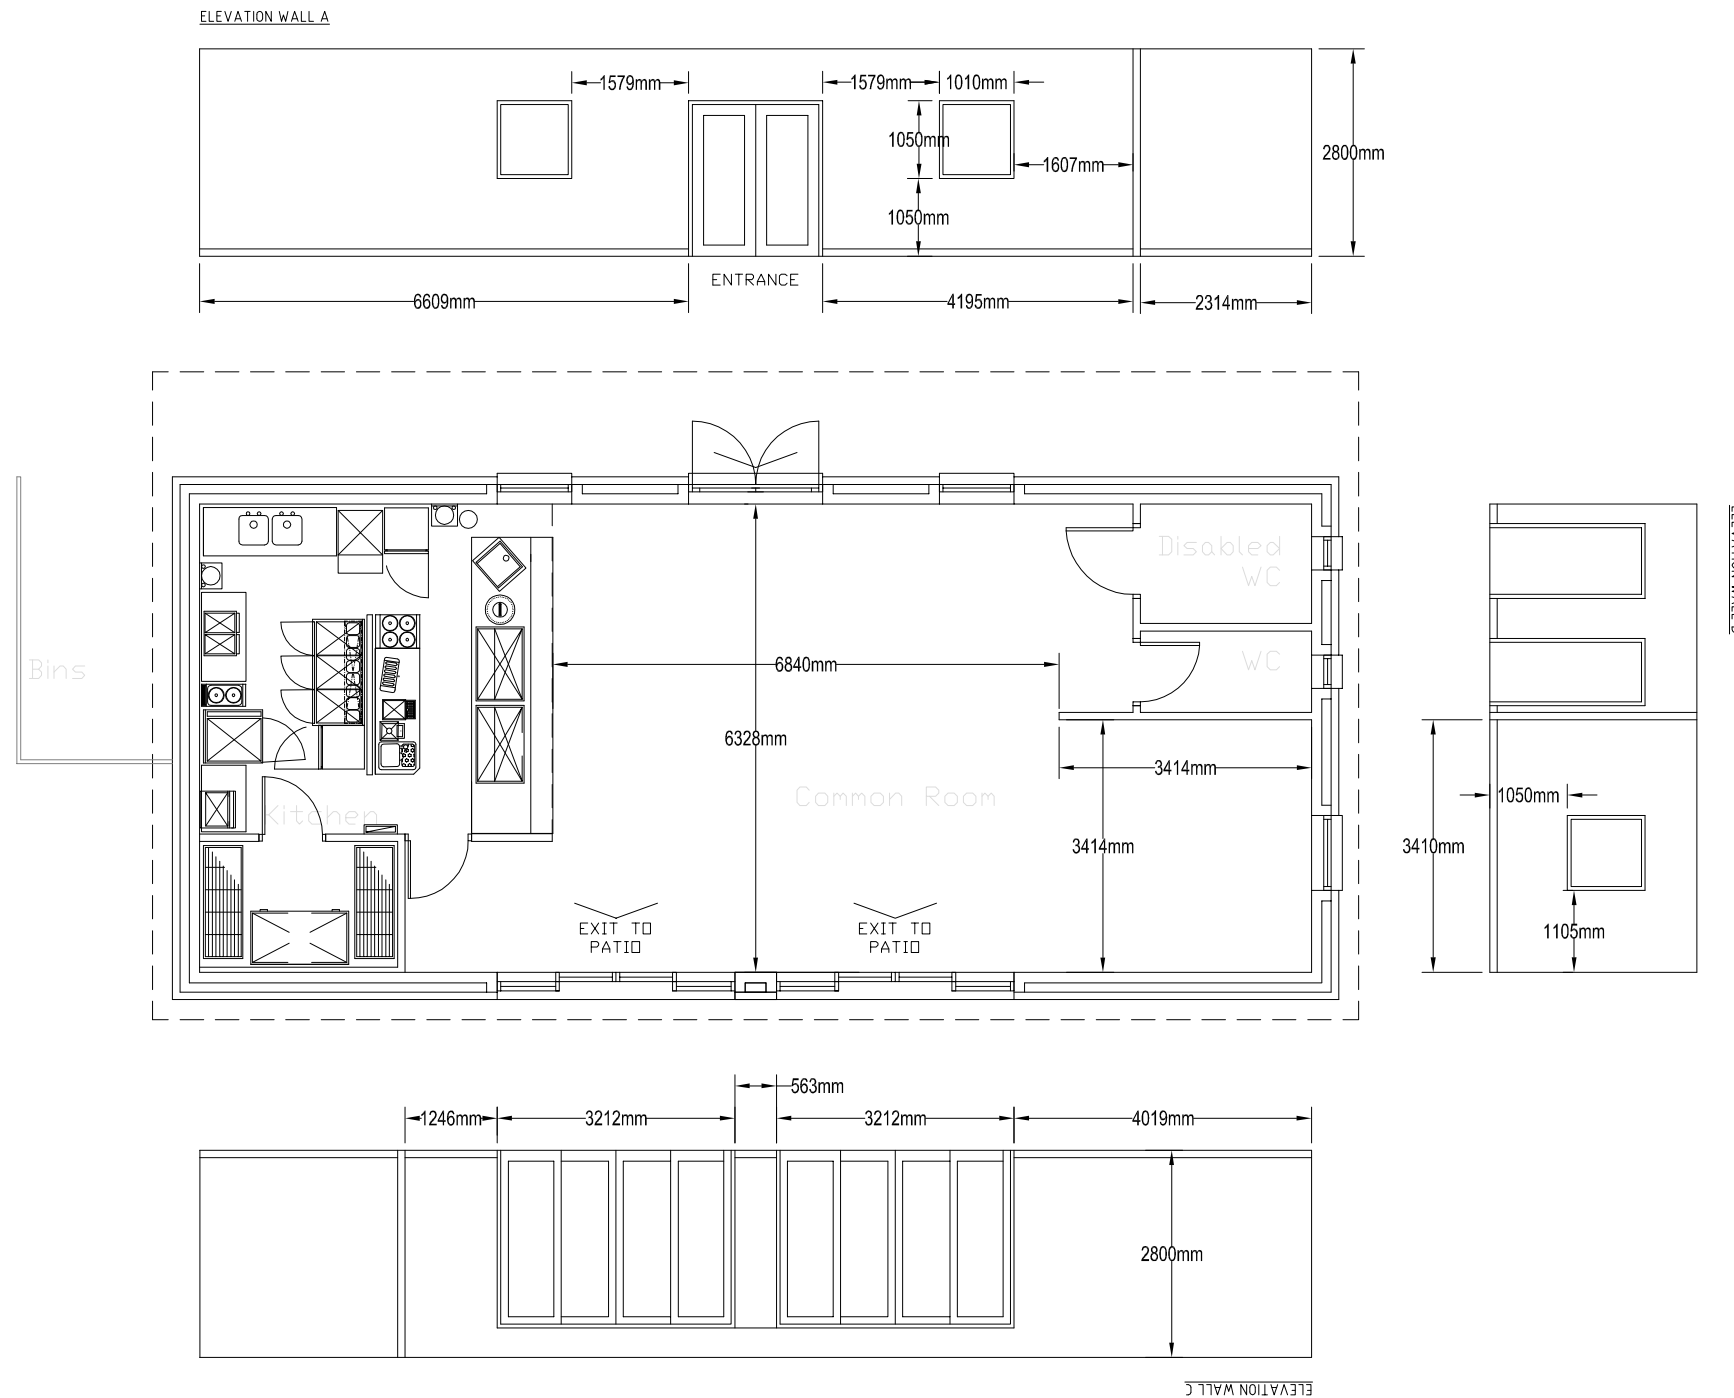 ELEVATION WALL A
1579mm
1579mm
1010mm
1050mm
1607mm
2800mm
1050mm
ENTRANCE
6609mm
4195mm
2314mm
Disabled
WC
Bins
6840mm
WC
6328mm
3414mm
Common Room
1050mm
Kitchen
3414mm
3410mm
EXIT TO
PATIO
EXIT TO
PATIO
1105mm
563mm
1246mm
3212mm
3212mm
4019mm
2800mm
ELEVATION WALL C